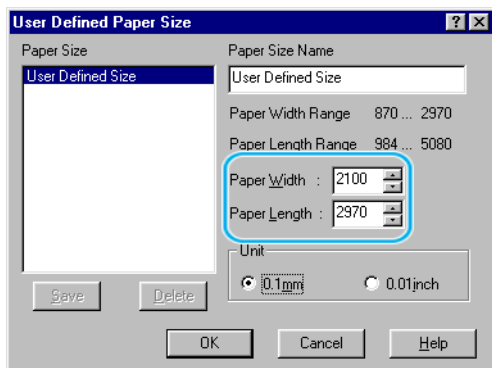 User Defined Paper Size
Paper Size
User Defined Size
Paper Size Name
User Defined Size
Paper Width Range 870 ... 2970
Paper Length Range 984 ... 5080
Paper Width : 2100
Paper Length : 2970
Unit
0.1mm 0.01inch
Save Delete
OK Cancel Help